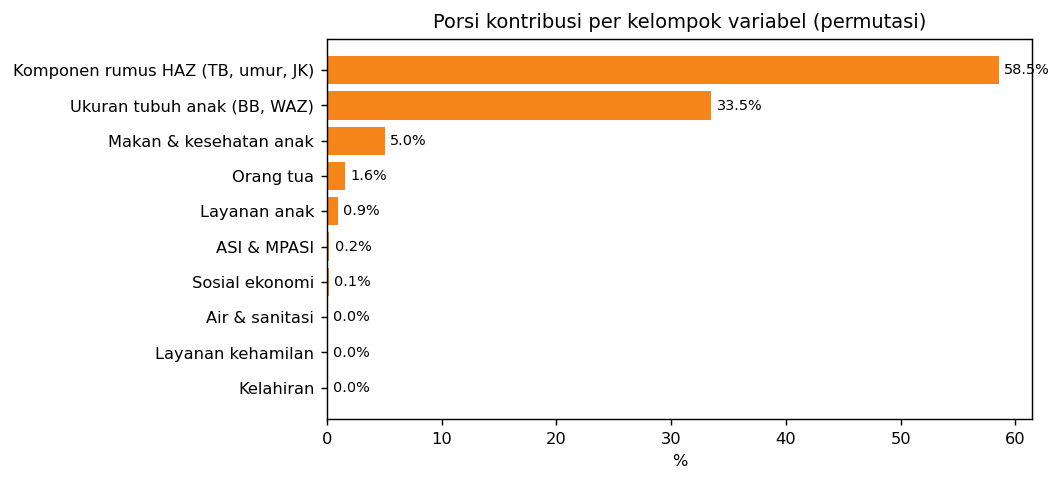 Porsi kontribusi per kelompok variabel (permutasi)
Komponen rumus HAZ (TB, umur, JK) 58.5%
Ukuran tubuh anak (BB, WAZ) 33.5%
Makan & kesehatan anak 5.0%
Orang tua 1.6%
Layanan anak 0.9%
ASI & MPASI 0.2%
Sosial ekonomi 0.1%
Air & sanitasi 0.0%
Layanan kehamilan 0.0%
Kelahiran 0.0%
0 10 20 30 40 50 60
%